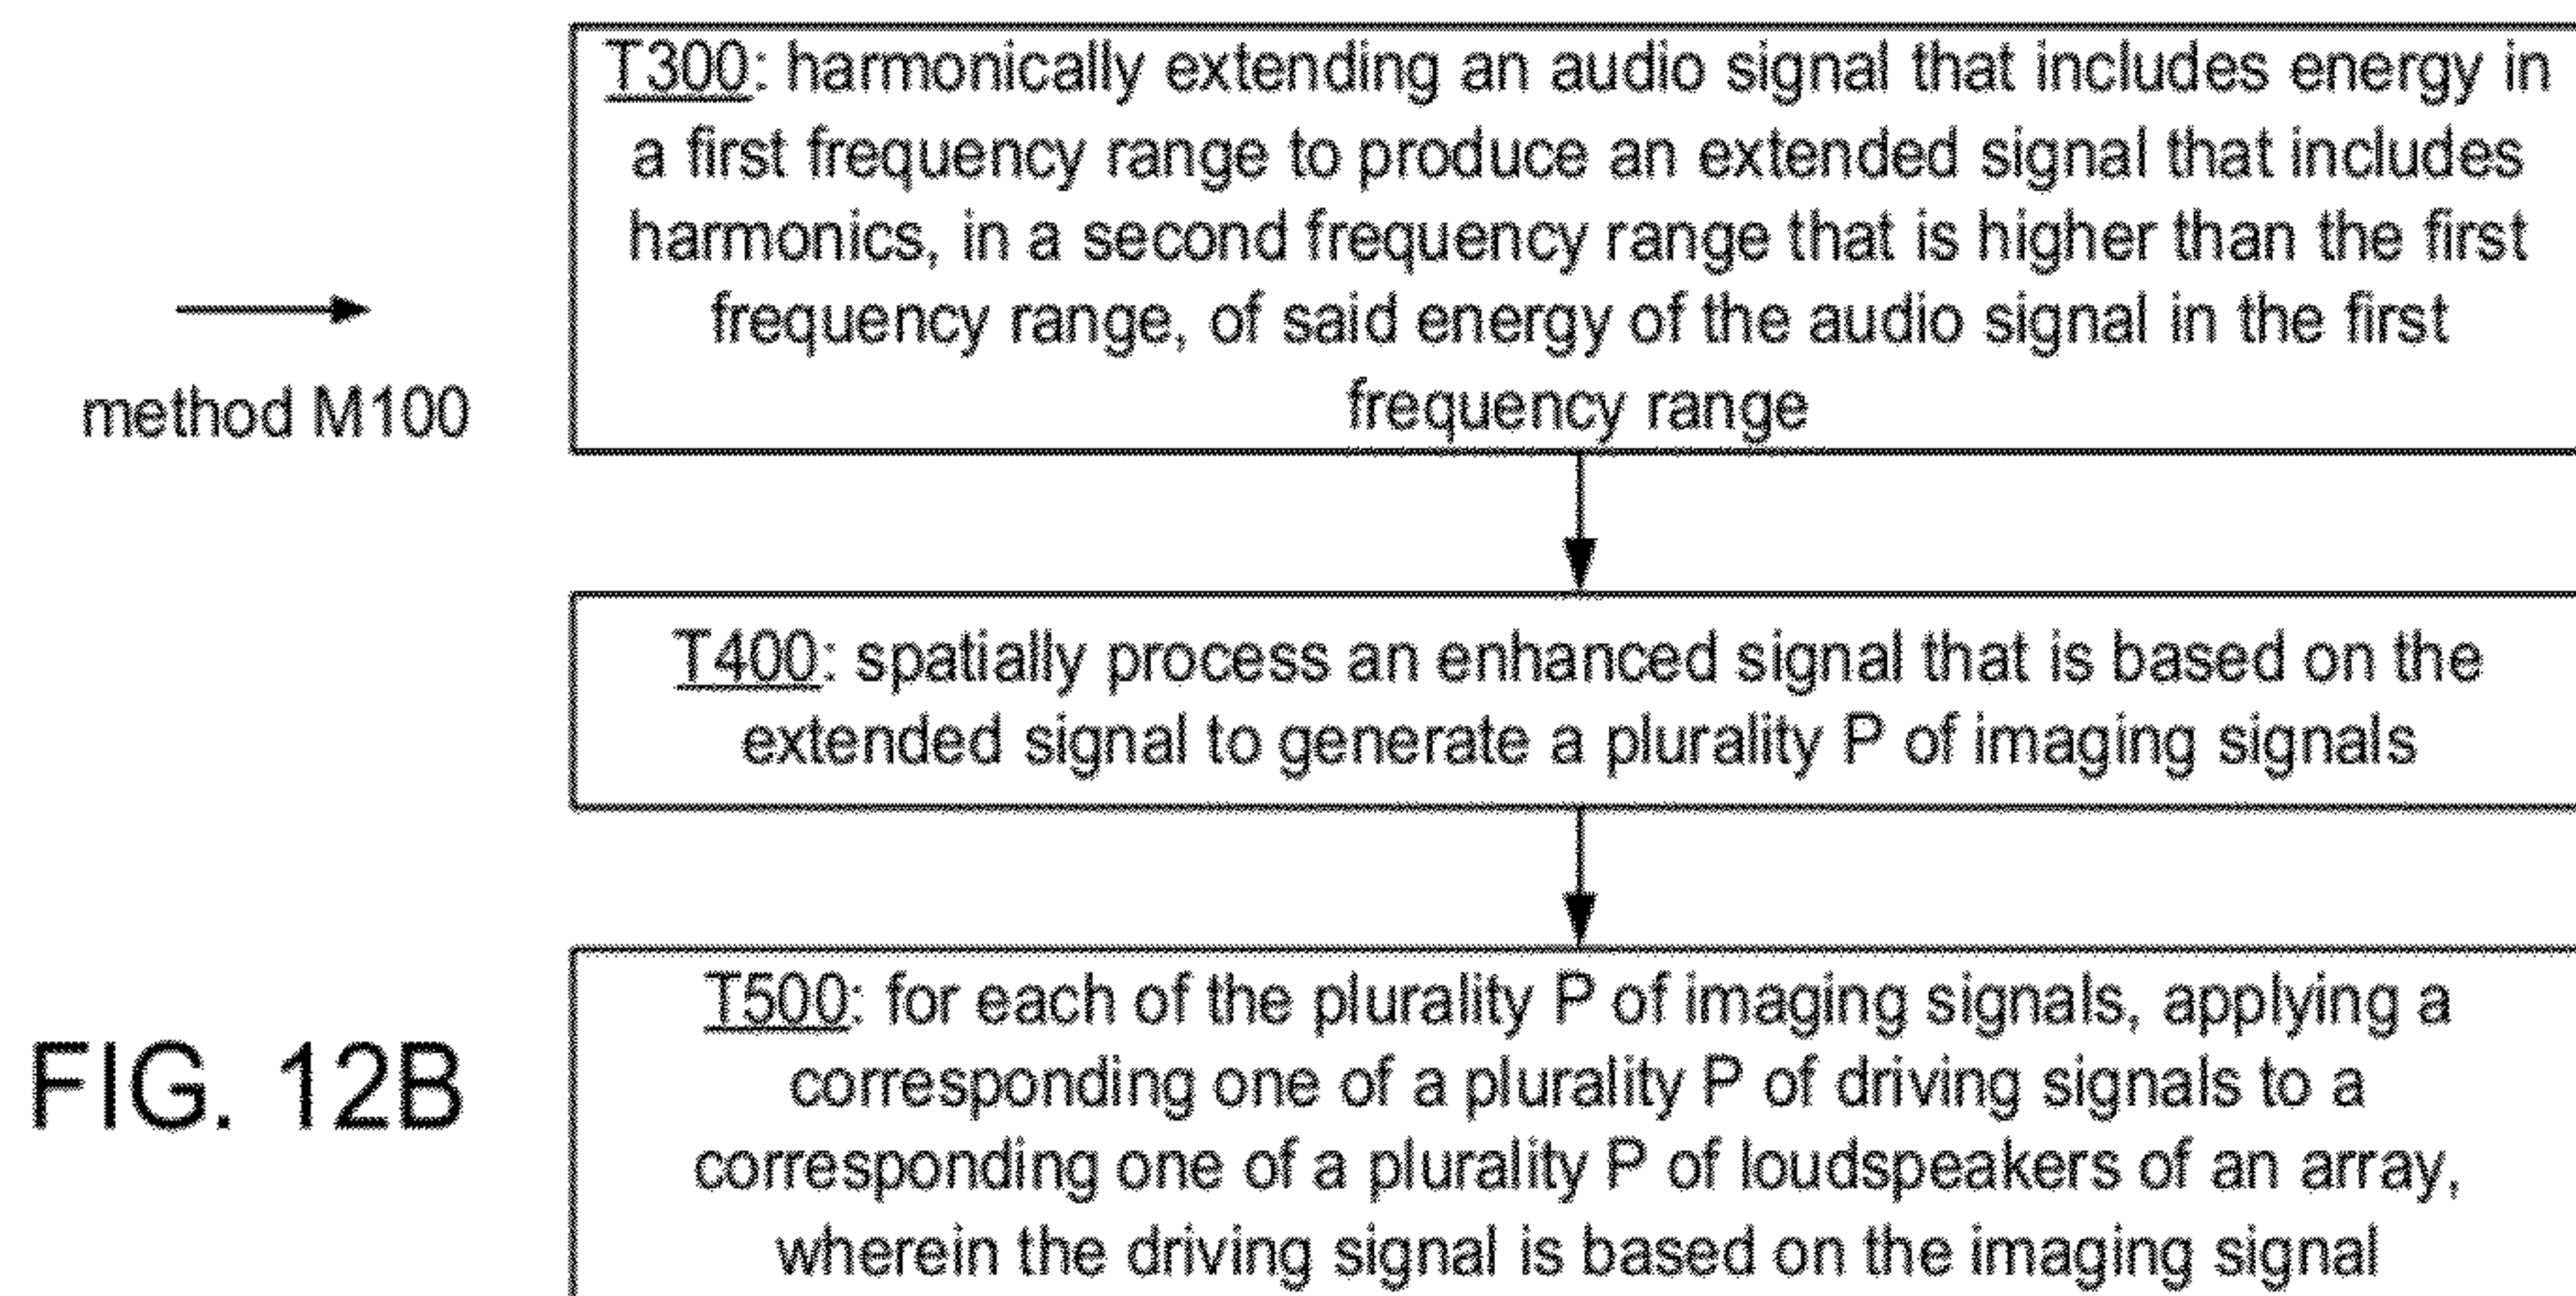 T300: harmonically extending an audio signal that includes energy in
a first frequency range to produce an extended signal that includes
harmonics, in a second frequency range that is higher than the first
frequency range, of said energy of the audio signal in the first
frequency range
method M100
T400: spatially process an enhanced signal that is based on the
extended signal to generate a plurality P of imaging signals
T500: for each of the plurality P of imaging signals, applying a
corresponding one of a plurality P of driving signals to a
corresponding one of a plurality P of loudspeakers of an array,
wherein the driving signal is based on the imaging signal
FIG. 12B